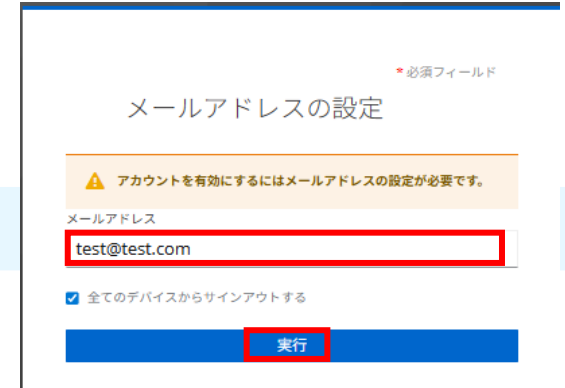 * 必須フィールド
メールアドレスの設定
アカウントを有効にするにはメールアドレスの設定が必要です。
メールアドレス
test@test.com
全てのデバイスからサインアウトする
実行